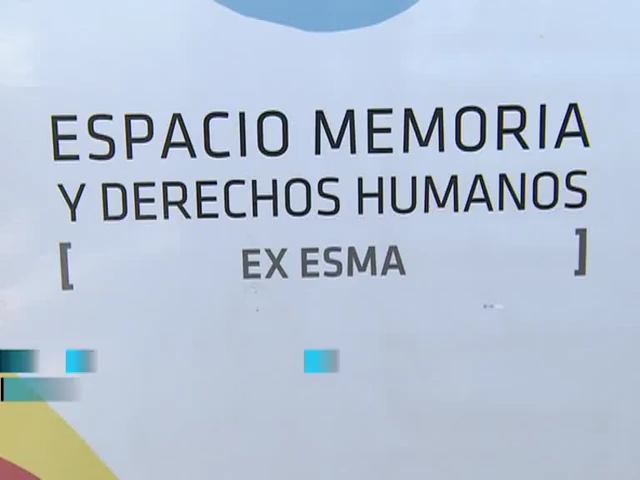 ESPACIO MEMORIA
Y DERECHOS HUMANOS
[ EX ESMA ]